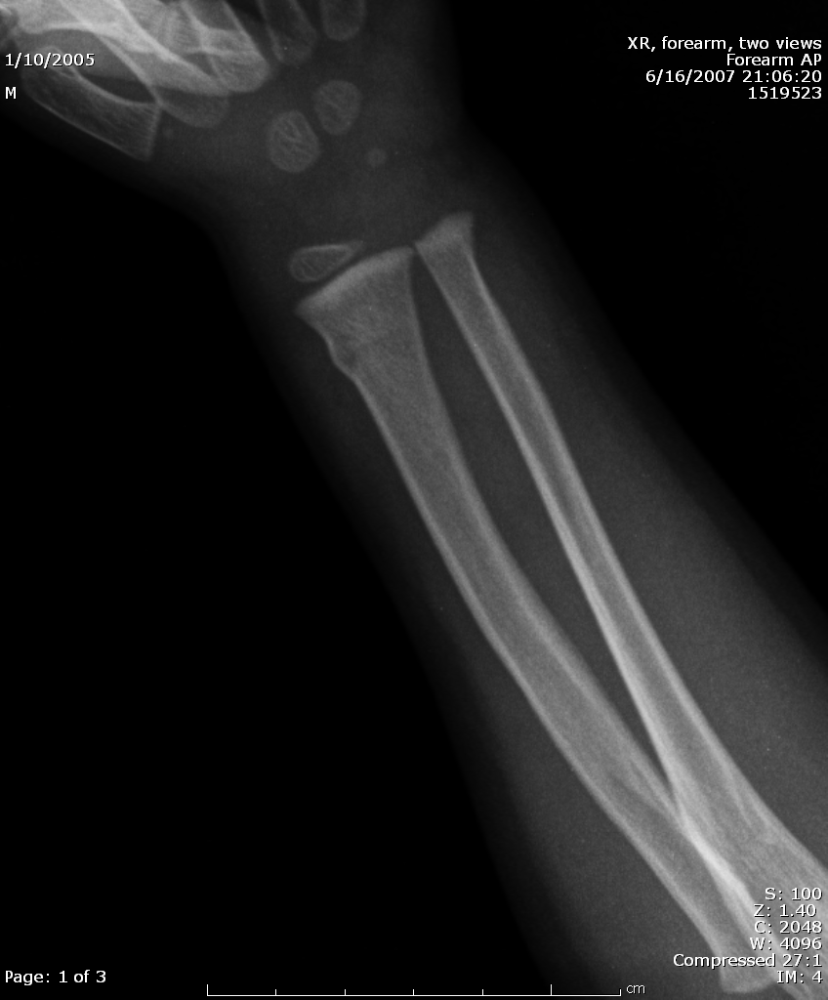 1/10/2005
M
XR, forearm, two views
Forearm AP
6/16/2007 21:06:20
1519523
S: 100
Z: 1.40
C: 2048
W: 4096
Compressed 27:1
IM: 4
Page: 1 of 3
cm